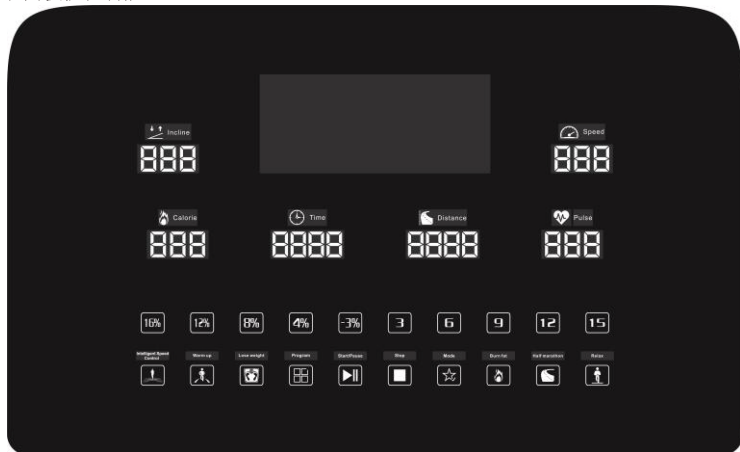 Incline
Speed
888
888
Calorie
Time
Distance
Pulse
888
8888
8888
888
16%
12%
8%
4%
-3%
3
6
9
12
15
Intelligent Speed
Control
Warm up
Lose weight
Program
Start/Pause
Stop
Mode
Burn fat
Half marathon
Relax